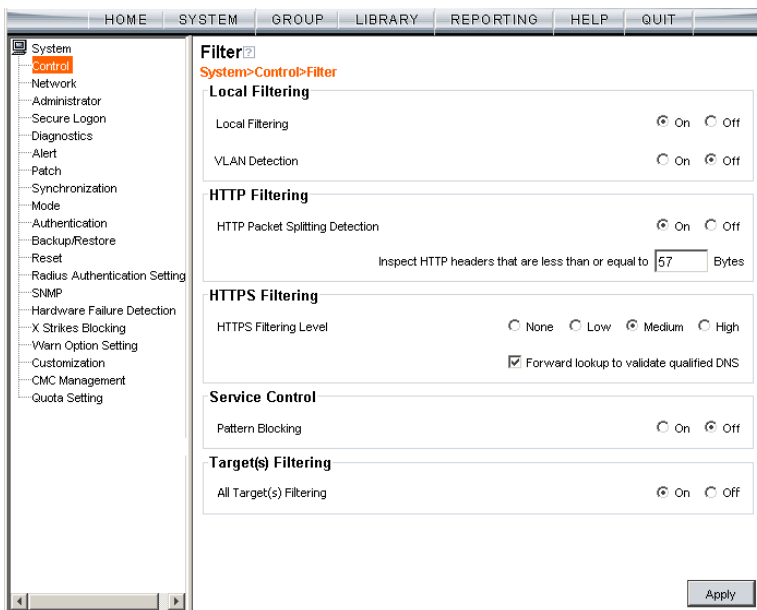 HOME SYSTEM GROUP LIBRARY REPORTING HELP QUIT
System
Control
Network
Administrator
Secure Logon
Diagnostics
Alert
Patch
Synchronization
Mode
Authentication
Backup/Restore
Reset
Radius Authentication Setting
SNMP
Hardware Failure Detection
X Strikes Blocking
Warn Option Setting
Customization
CMC Management
Quota Setting
Filter ?
System>Control>Filter
Local Filtering
Local Filtering On Off
VLAN Detection On Off
HTTP Filtering
HTTP Packet Splitting Detection On Off
Inspect HTTP headers that are less than or equal to 57 Bytes
HTTPS Filtering
HTTPS Filtering Level None Low Medium High
Forward lookup to validate qualified DNS
Service Control
Pattern Blocking On Off
Target(s) Filtering
All Target(s) Filtering On Off
Apply